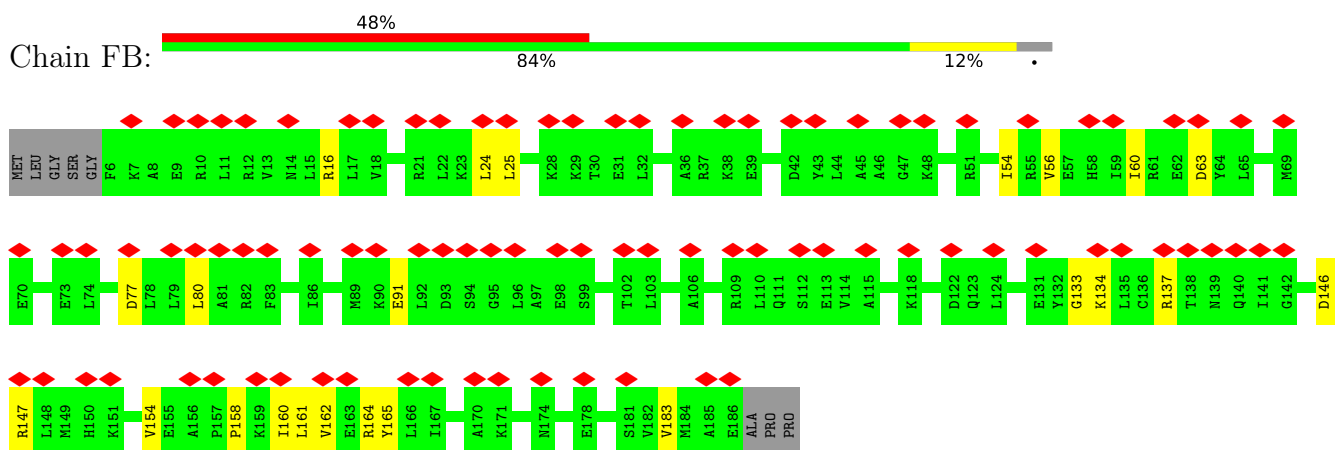 48%
Chain FB:
84% 12% •
MET LEU GLY SER GLY F6 K7 A8 E9 R10 L11 R12 V13 N14 L15 R16 L17 V18 R21 L22 K23 L24 L25 K28 K29 T30 E31 L32 A36 R37 K38 E39 D42 Y43 L44 A45 A46 G47 K48 R51 I54 R55 V56 E57 H58 I59 I60 R61 E62 D63 Y64 L65 M69
E70 E73 L74 D77 L78 L79 L80 A81 R82 F83 I86 M89 K90 E91 L92 D93 S94 G95 L96 A97 E98 S99 T102 L103 A106 R109 L110 Q111 S112 E113 V114 A115 K118 D122 Q123 L124 E131 Y132 G133 K134 L135 C136 R137 T138 N139 Q140 I141 G142 D146
R147 L148 M149 H150 K151 V154 E155 A156 P157 P158 K159 I160 L161 V162 E163 R164 Y165 L166 I167 A170 K171 N174 E178 S181 V182 V183 M184 A185 E186 ALA PRO PRO